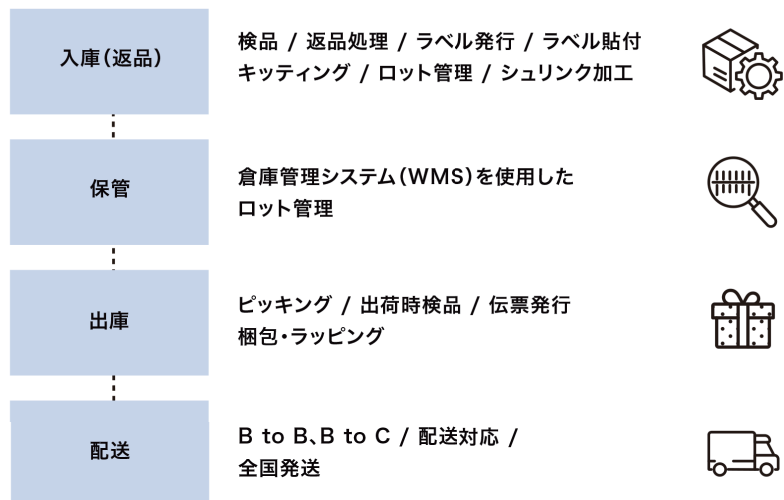 入庫(返品)
検品 / 返品処理 / ラベル発行 / ラベル貼付
キッティング / ロット管理 / シュリンク加工
保管
倉庫管理システム(WMS)を使用した
ロット管理
出庫
ピッキング / 出荷時検品 / 伝票発行
梱包・ラッピング
配送
B to B、B to C / 配送対応 /
全国発送